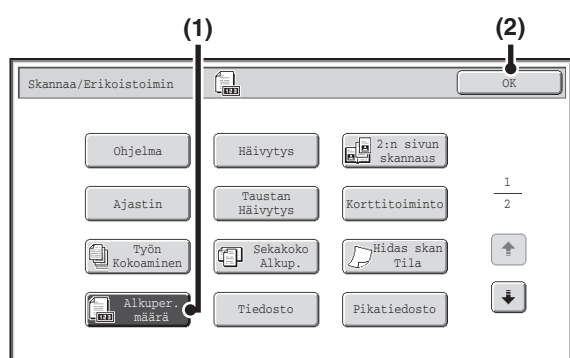 (1)
(2)
Skannaa/Erikoistoimin
OK
Ohjelma
Häivytys
2:n sivun
skannaus
Ajastin
Taustan
Häivytys
Korttitoiminto
1
2
Työn
Kokoaminen
Sekakoko
Alkup.
Hidas skan
Tila
Alkuper.
määrä
Tiedosto
Pikatiedosto